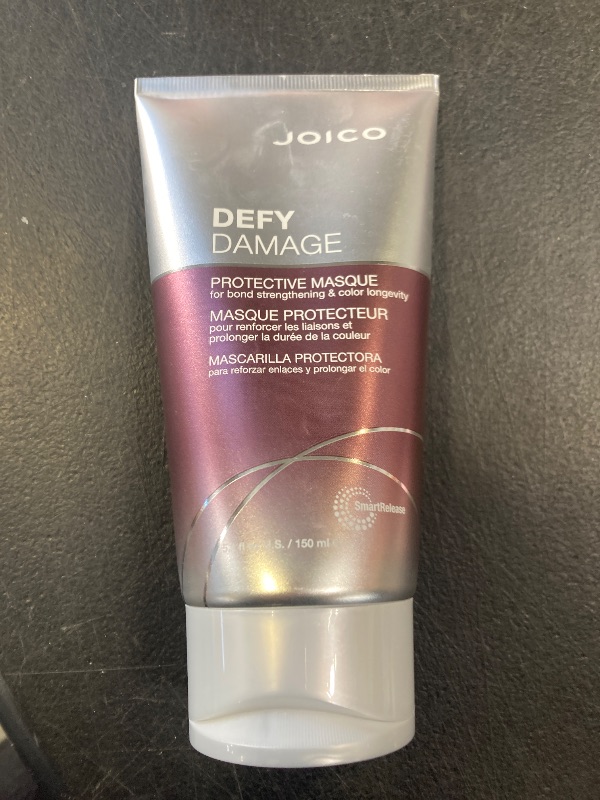 JOICO
DEFY
DAMAGE
PROTECTIVE MASQUE
for bond strengthening & color longevity
MASQUE PROTECTEUR
pour renforcer les liaisons et
prolonger la durée de la couleur
MASCARILLA PROTECTORA
para reforzar enlaces y prolongar el color
SmartRelease
/ 150 ml